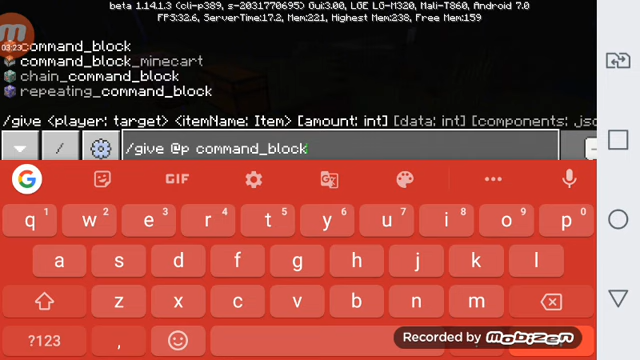 beta 1.14.1.3 (cli-p389, s-2031770695) Gui:3.00, LGE LG-M320, Mali-T860, Android 7.0
FPS:32.6, ServerTime:17.2, Mem:221, Highest Mem:238, Free Mem:159
03:23
command_block
command_block_minecart
chain_command_block
repeating_command_block
/give <player: target> <itemName: Item> [amount: int] [data: int] [components: jso
/ /give @p command_block
G GIF
q 1 w 2 e 3 r 4 t 5 y 6 u 7 i 8 o 9 p 0
a s d f g h j k l
z x c v b n m
?123 ,
Recorded by mobizen